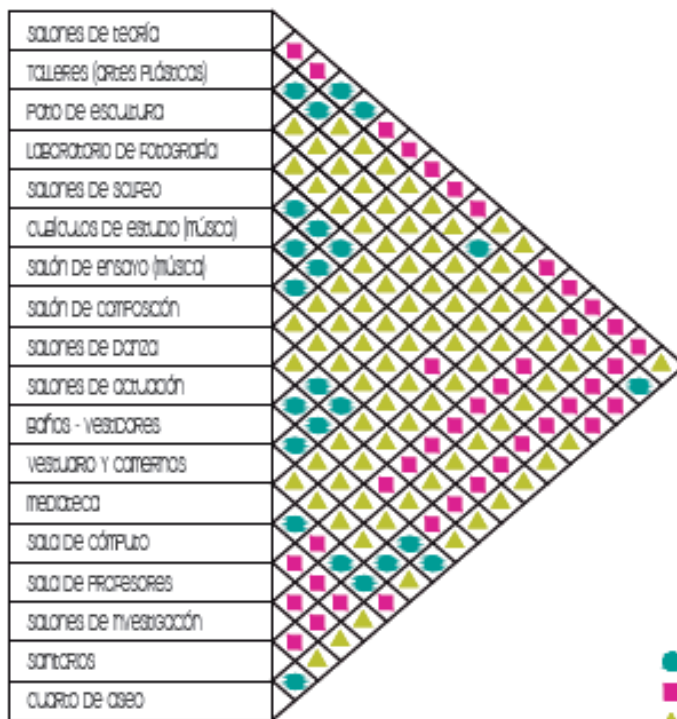 Salones de teoría
Talleres (artes plásticas)
Patio de escultura
Laboratorio de fotografía
Salones de solfeo
Cubículos de estudio (música)
Salón de ensayo (música)
Salón de composición
Salones de danza
Salones de actuación
Baños - vestidores
Vestuario y camerinos
Mediateca
Sala de cómputo
Sala de profesores
Salones de investigación
Sanitarios
Cuarto de aseo